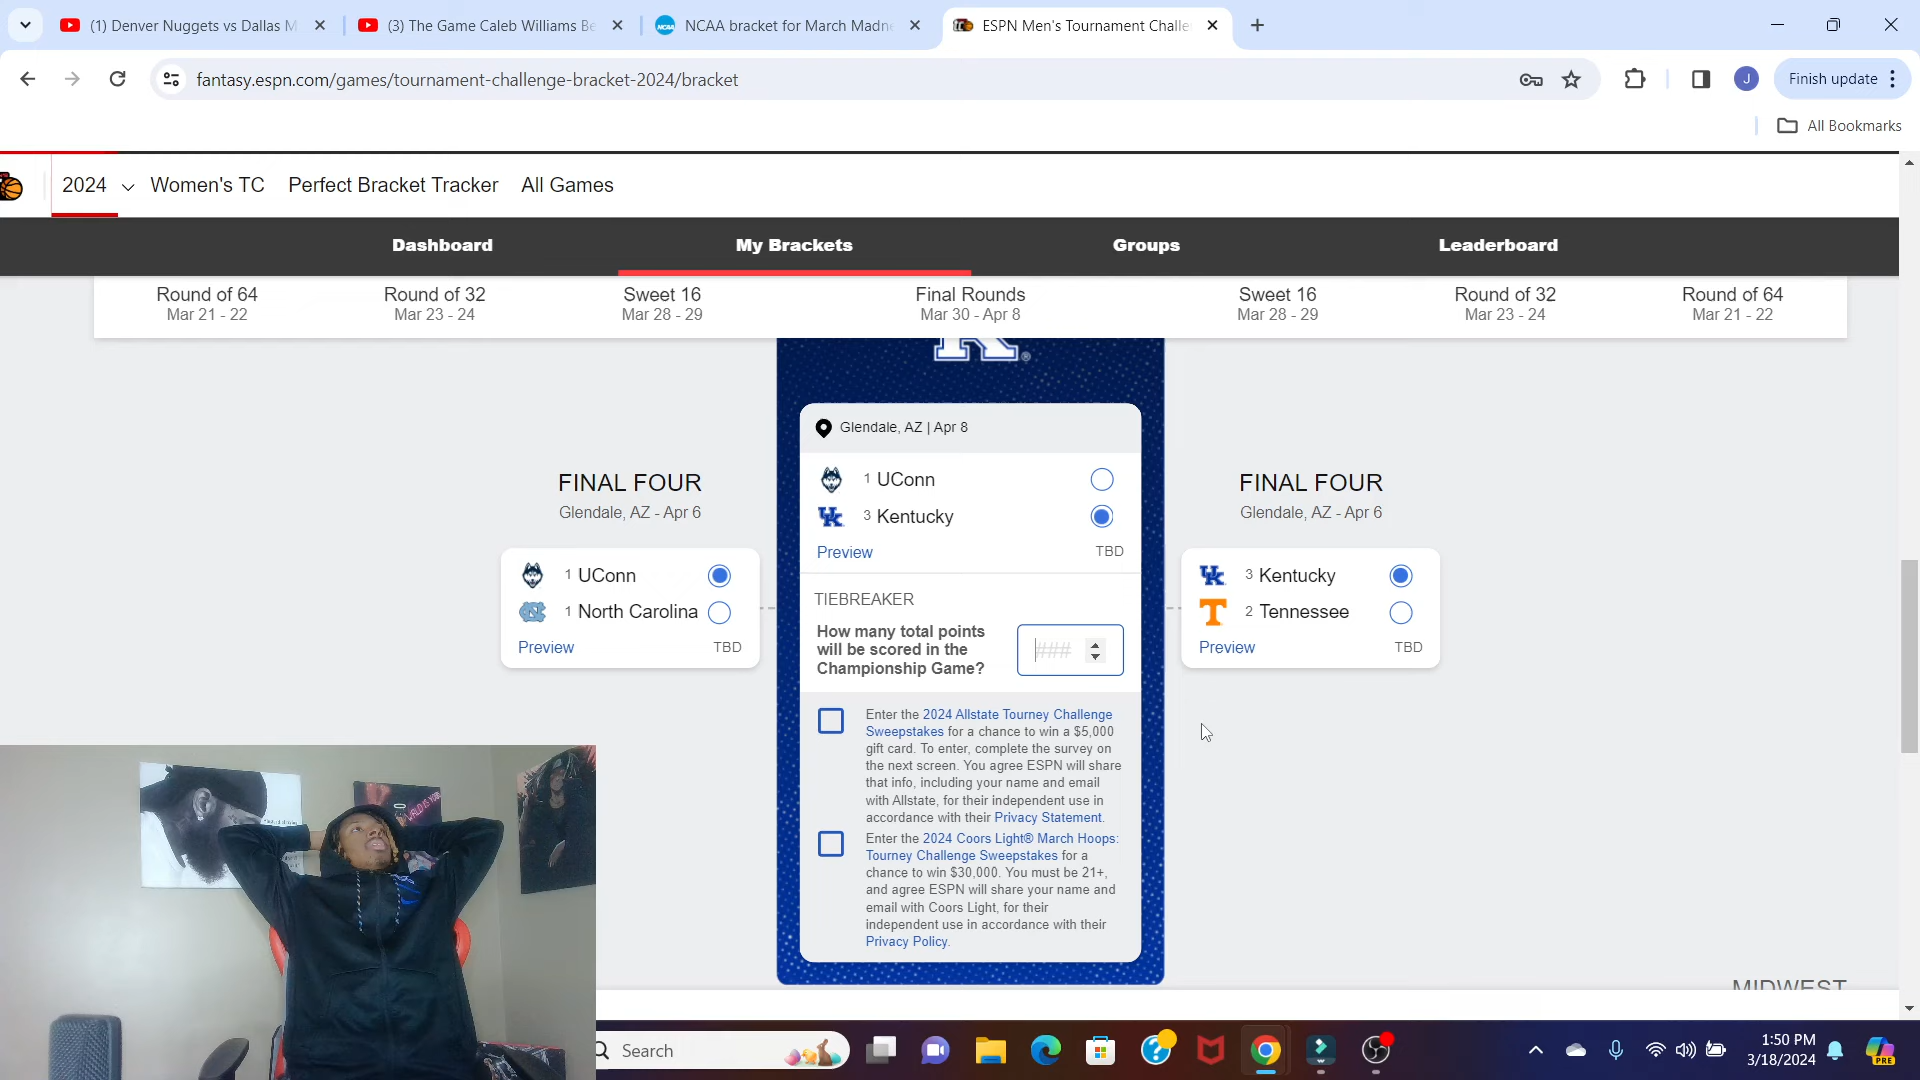 (1) Denver Nuggets vs Dallas M
(3) The Game Caleb Williams Be
NCAA bracket for March Madne
ESPN Men's Tournament Challe
fantasy.espn.com/games/tournament-challenge-bracket-2024/bracket
J
Finish update
All Bookmarks
2024
Women's TC
Perfect Bracket Tracker
All Games
Dashboard
My Brackets
Groups
Leaderboard
Round of 64
Mar 21 - 22
Round of 32
Mar 23 - 24
Sweet 16
Mar 28 - 29
Final Rounds
Mar 30 - Apr 8
Sweet 16
Mar 28 - 29
Round of 32
Mar 23 - 24
Round of 64
Mar 21 - 22
Glendale, AZ | Apr 8
1 UConn
3 Kentucky
Preview
TBD
FINAL FOUR
Glendale, AZ - Apr 6
1 UConn
1 North Carolina
Preview
TBD
FINAL FOUR
Glendale, AZ - Apr 6
3 Kentucky
2 Tennessee
Preview
TBD
TIEBREAKER
How many total points
will be scored in the
Championship Game?
###
Enter the 2024 Allstate Tourney Challenge
Sweepstakes for a chance to win a $5,000
gift card. To enter, complete the survey on
the next screen. You agree ESPN will share
that info, including your name and email
with Allstate, for their independent use in
accordance with their Privacy Statement.
Enter the 2024 Coors Light® March Hoops:
Tourney Challenge Sweepstakes for a
chance to win $30,000. You must be 21+,
and agree ESPN will share your name and
email with Coors Light, for their
independent use in accordance with their
Privacy Policy.
MIDWEST
Search
1:50 PM
3/18/2024
PRE